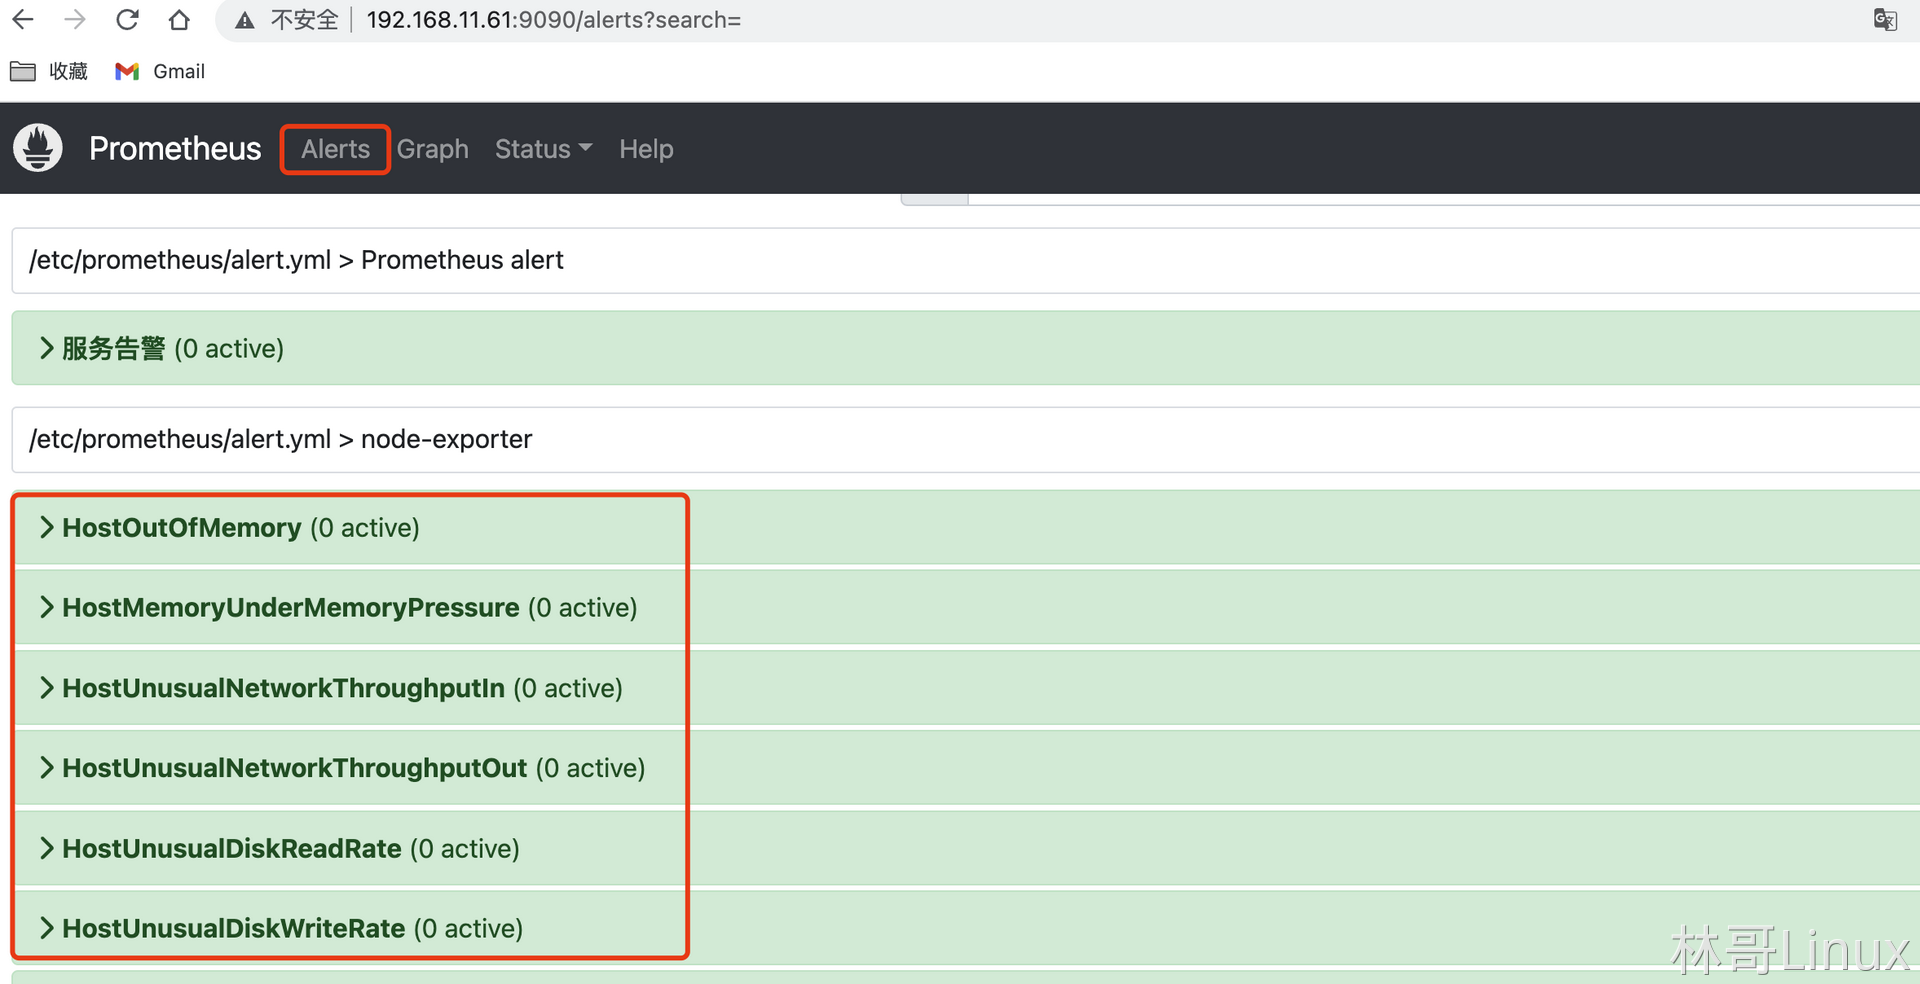 不安全 192.168.11.61:9090/alerts?search=
收藏 Gmail
Prometheus Alerts Graph Status Help
/etc/prometheus/alert.yml > Prometheus alert
服务告警 (0 active)
/etc/prometheus/alert.yml > node-exporter
HostOutOfMemory (0 active)
HostMemoryUnderMemoryPressure (0 active)
HostUnusualNetworkThroughputIn (0 active)
HostUnusualNetworkThroughputOut (0 active)
HostUnusualDiskReadRate (0 active)
HostUnusualDiskWriteRate (0 active)
林哥Linux